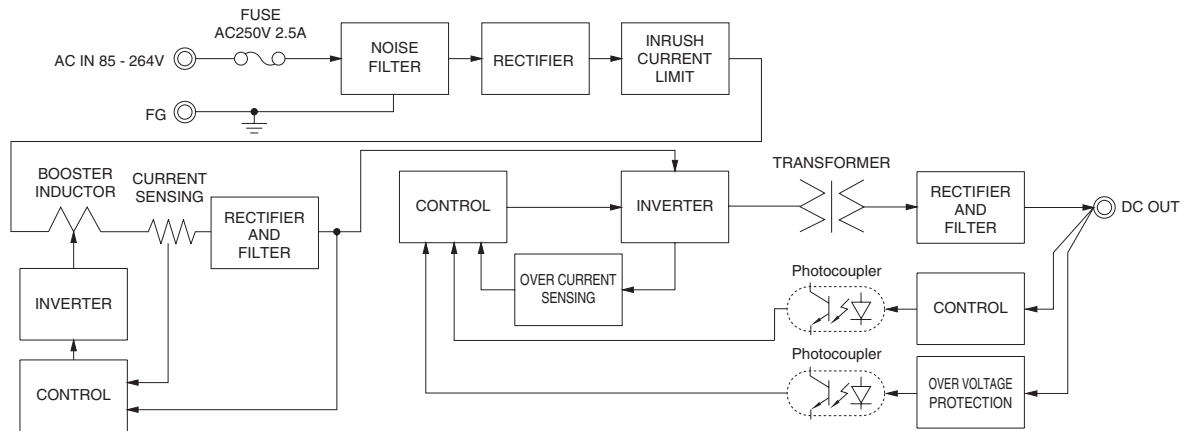 FUSE
AC250V 2.5A
AC IN 85 - 264V
NOISE
FILTER
RECTIFIER
INRUSH
CURRENT
LIMIT
FG
BOOSTER
INDUCTOR
CURRENT
SENSING
RECTIFIER
AND
FILTER
CONTROL
INVERTER
TRANSFORMER
RECTIFIER
AND
FILTER
DC OUT
OVER CURRENT
SENSING
INVERTER
CONTROL
Photocoupler
CONTROL
Photocoupler
OVER VOLTAGE
PROTECTION